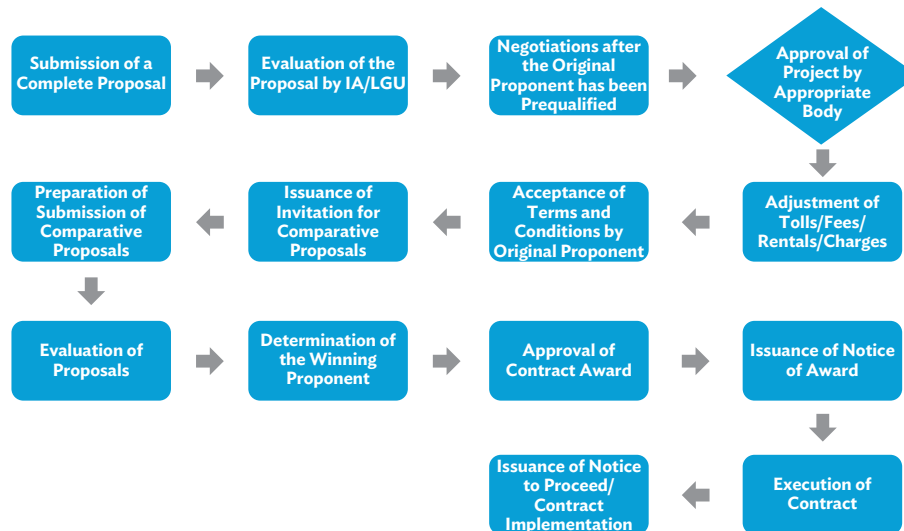 Submission of a
Complete Proposal
Evaluation of the
Proposal by IA/LGU
Negotiations after
the Original
Proponent has been
Prequalified
Approval of
Project by
Appropriate
Body
Adjustment of
Tolls/Fees/
Rentals/Charges
Acceptance of
Terms and
Conditions by
Original Proponent
Issuance of
Invitation for
Comparative
Proposals
Preparation of
Submission of
Comparative
Proposals
Evaluation of
Proposals
Determination of
the Winning
Proponent
Approval of
Contract Award
Issuance of Notice
of Award
Execution of
Contract
Issuance of Notice
to Proceed/
Contract
Implementation